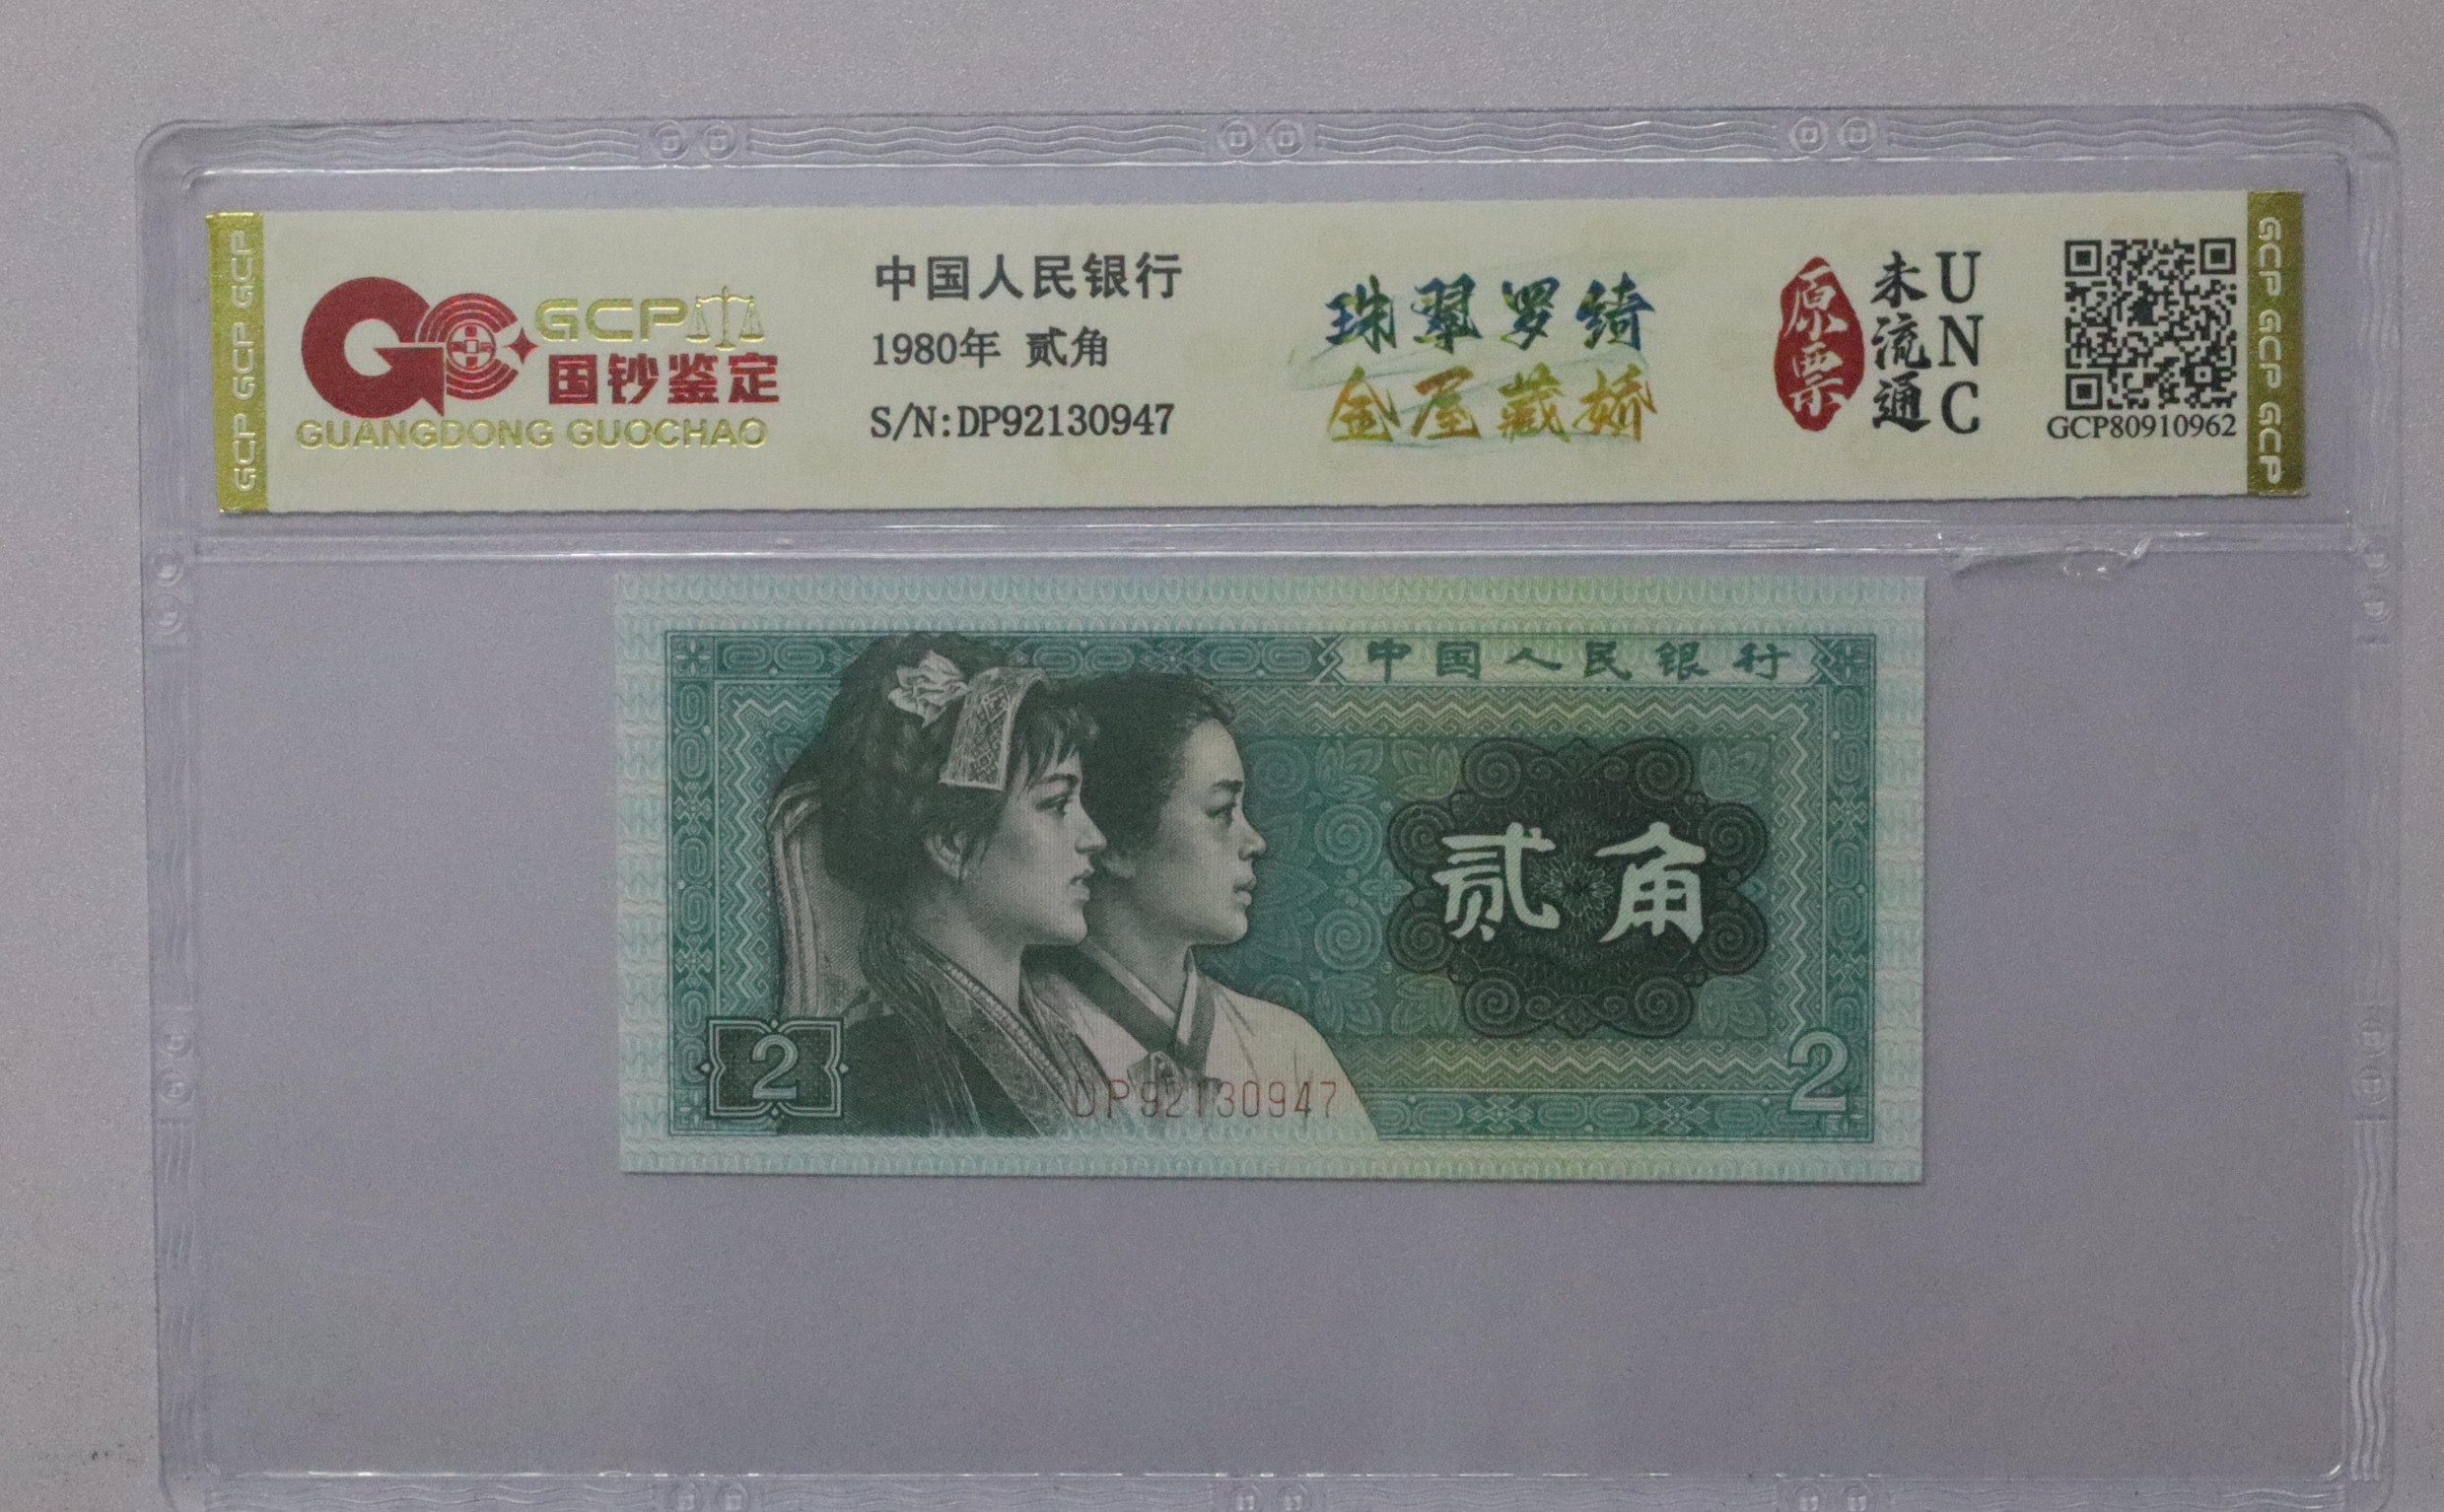 GCP GCP GCP
GCP
国钞鉴定
GUANGDONG GUOCHAO
中国人民银行
1980年 贰角
S/N:DP92130947
珠翠罗绮
金屋藏娇
原票
未流通
UNC
GCP80910962
GCP GCP GCP
中国人民银行
贰角
2
DP92130947
2